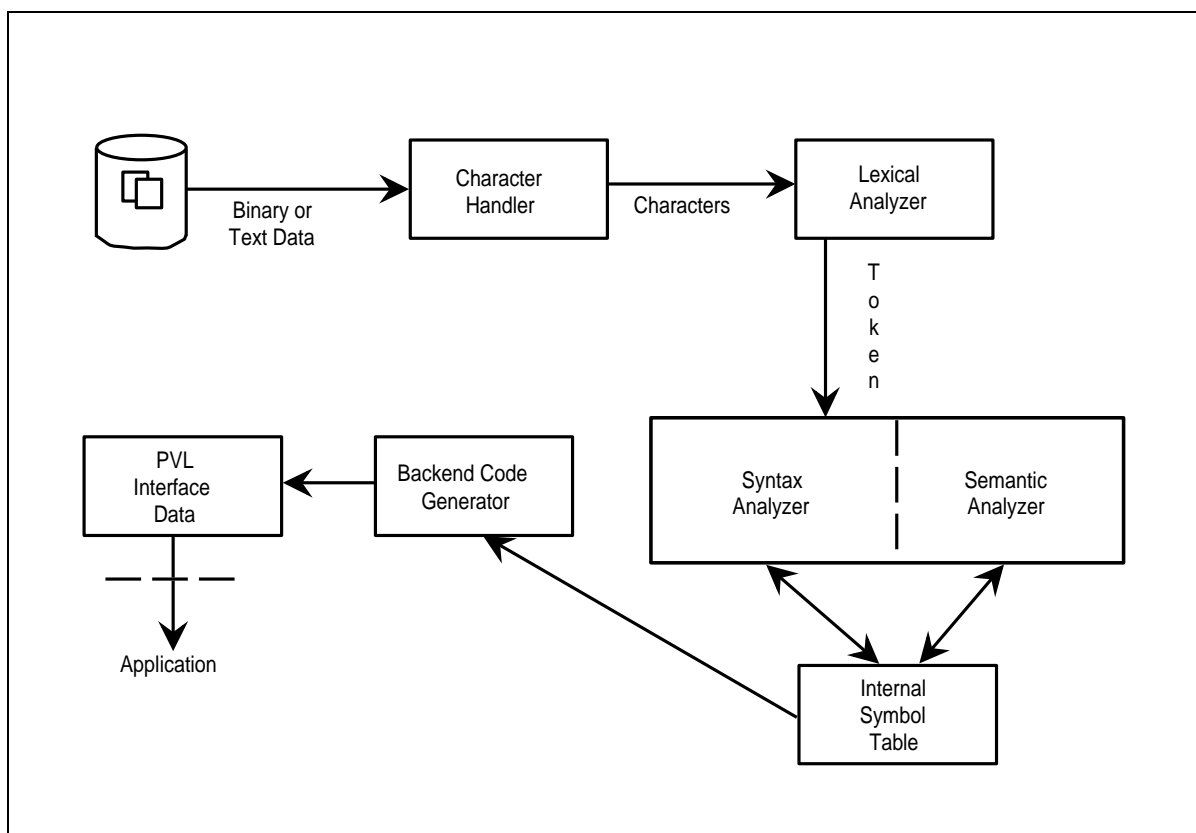 Binary or
Text Data
Character
Handler
Characters
Lexical
Analyzer
Token
PVL
Interface
Data
Backend Code
Generator
Syntax
Analyzer
Semantic
Analyzer
Application
Internal
Symbol
Table